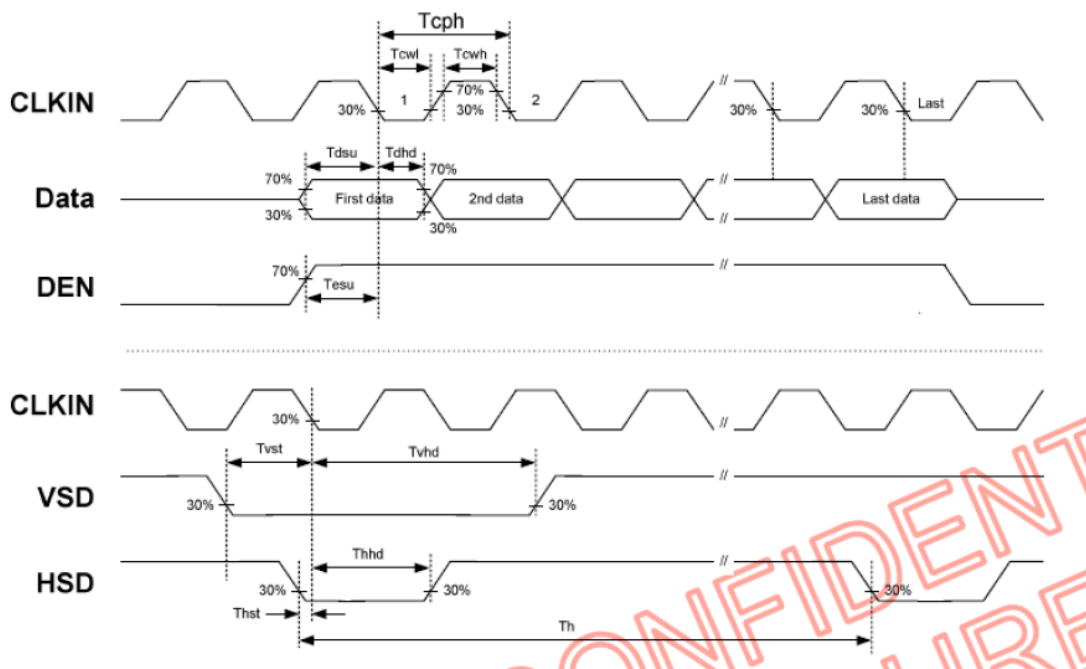 Tcph
Tcwl Tcwh
CLKIN 30% 1 70% 30% 2 // 30% 30% Last
Tdsu Tdhd
70% 70%
Data First data 2nd data // Last data
30% 30%
//
70%
DEN Tesu //
CLKIN 30% //
Tvst Tvhd
VSD 30% 30% //
Thhd
HSD 30% 30% // 30%
Thst
Th
CONFIDENT
URE